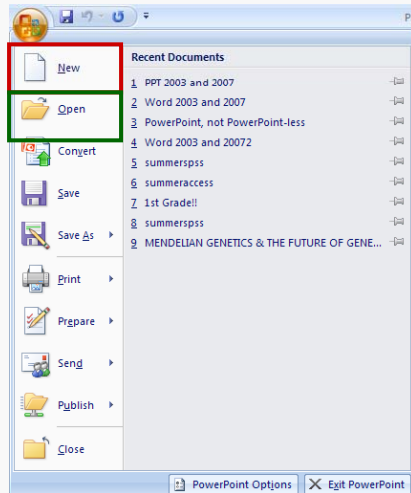 P
New
Open
Convert
Save
Save As
Print
Prepare
Send
Publish
Close
Recent Documents
1 PPT 2003 and 2007
2 Word 2003 and 2007
3 PowerPoint, not PowerPoint-less
4 Word 2003 and 20072
5 summerspss
6 summeraccess
7 1st Grade!!
8 summerspss
9 MENDELIAN GENETICS & THE FUTURE OF GENE...
PowerPoint Options
Exit PowerPoint